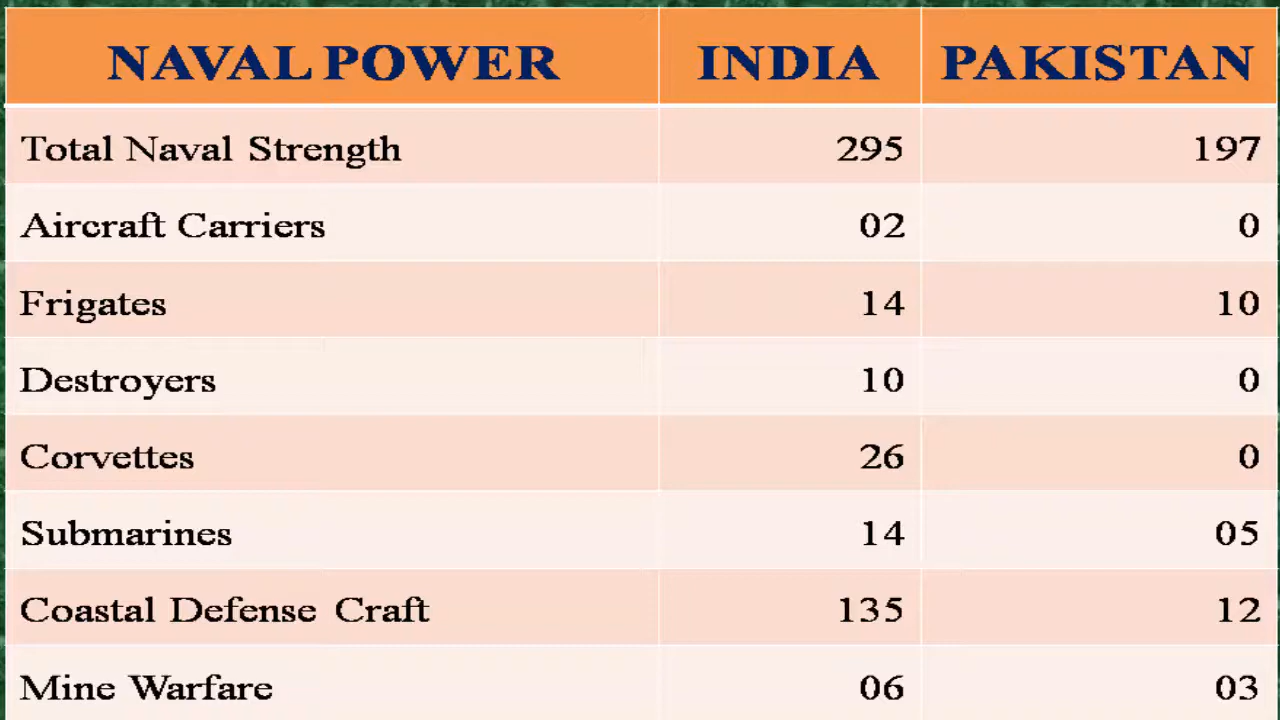 NAVAL POWER INDIA PAKISTAN
Total Naval Strength 295 197
Aircraft Carriers 02 0
Frigates 14 10
Destroyers 10 0
Corvettes 26 0
Submarines 14 05
Coastal Defense Craft 135 12
Mine Warfare 06 03